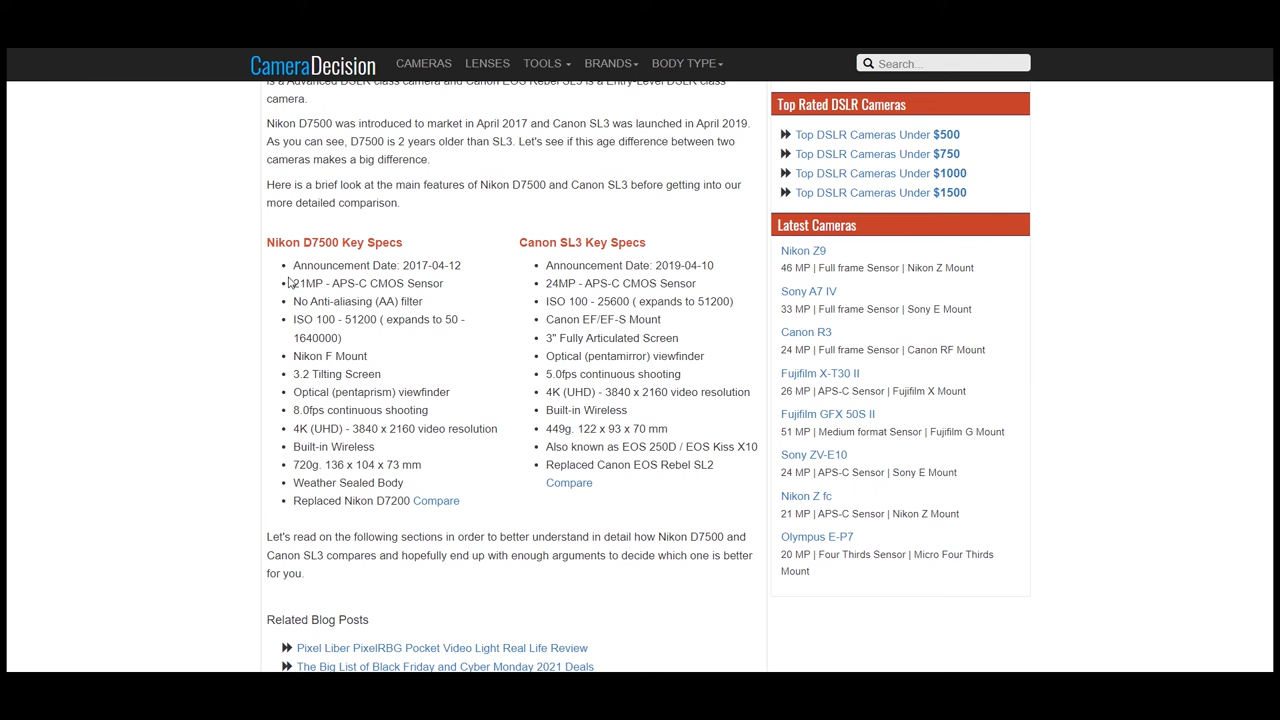 CameraDecision CAMERAS LENSES TOOLS BRANDS BODY TYPE Search...
is a Advanced DSLR class camera and Canon EOS Rebel SL3 is a Entry-Level DSLR class
camera.
Nikon D7500 was introduced to market in April 2017 and Canon SL3 was launched in April 2019.
As you can see, D7500 is 2 years older than SL3. Let's see if this age difference between two
cameras makes a big difference.
Here is a brief look at the main features of Nikon D7500 and Canon SL3 before getting into our
more detailed comparison.
Nikon D7500 Key Specs
Announcement Date: 2017-04-12
21MP - APS-C CMOS Sensor
No Anti-aliasing (AA) filter
ISO 100 - 51200 ( expands to 50 -
1640000)
Nikon F Mount
3.2 Tilting Screen
Optical (pentaprism) viewfinder
8.0fps continuous shooting
4K (UHD) - 3840 x 2160 video resolution
Built-in Wireless
720g. 136 x 104 x 73 mm
Weather Sealed Body
Replaced Nikon D7200 Compare
Canon SL3 Key Specs
Announcement Date: 2019-04-10
24MP - APS-C CMOS Sensor
ISO 100 - 25600 ( expands to 51200)
Canon EF/EF-S Mount
3" Fully Articulated Screen
Optical (pentamirror) viewfinder
5.0fps continuous shooting
4K (UHD) - 3840 x 2160 video resolution
Built-in Wireless
449g. 122 x 93 x 70 mm
Also known as EOS 250D / EOS Kiss X10
Replaced Canon EOS Rebel SL2
Compare
Let's read on the following sections in order to better understand in detail how Nikon D7500 and
Canon SL3 compares and hopefully end up with enough arguments to decide which one is better
for you.
Related Blog Posts
Pixel Liber PixelRBG Pocket Video Light Real Life Review
The Big List of Black Friday and Cyber Monday 2021 Deals
Top Rated DSLR Cameras
Top DSLR Cameras Under $500
Top DSLR Cameras Under $750
Top DSLR Cameras Under $1000
Top DSLR Cameras Under $1500
Latest Cameras
Nikon Z9
46 MP | Full frame Sensor | Nikon Z Mount
Sony A7 IV
33 MP | Full frame Sensor | Sony E Mount
Canon R3
24 MP | Full frame Sensor | Canon RF Mount
Fujifilm X-T30 II
26 MP | APS-C Sensor | Fujifilm X Mount
Fujifilm GFX 50S II
51 MP | Medium format Sensor | Fujifilm G Mount
Sony ZV-E10
24 MP | APS-C Sensor | Sony E Mount
Nikon Z fc
21 MP | APS-C Sensor | Nikon Z Mount
Olympus E-P7
20 MP | Four Thirds Sensor | Micro Four Thirds
Mount